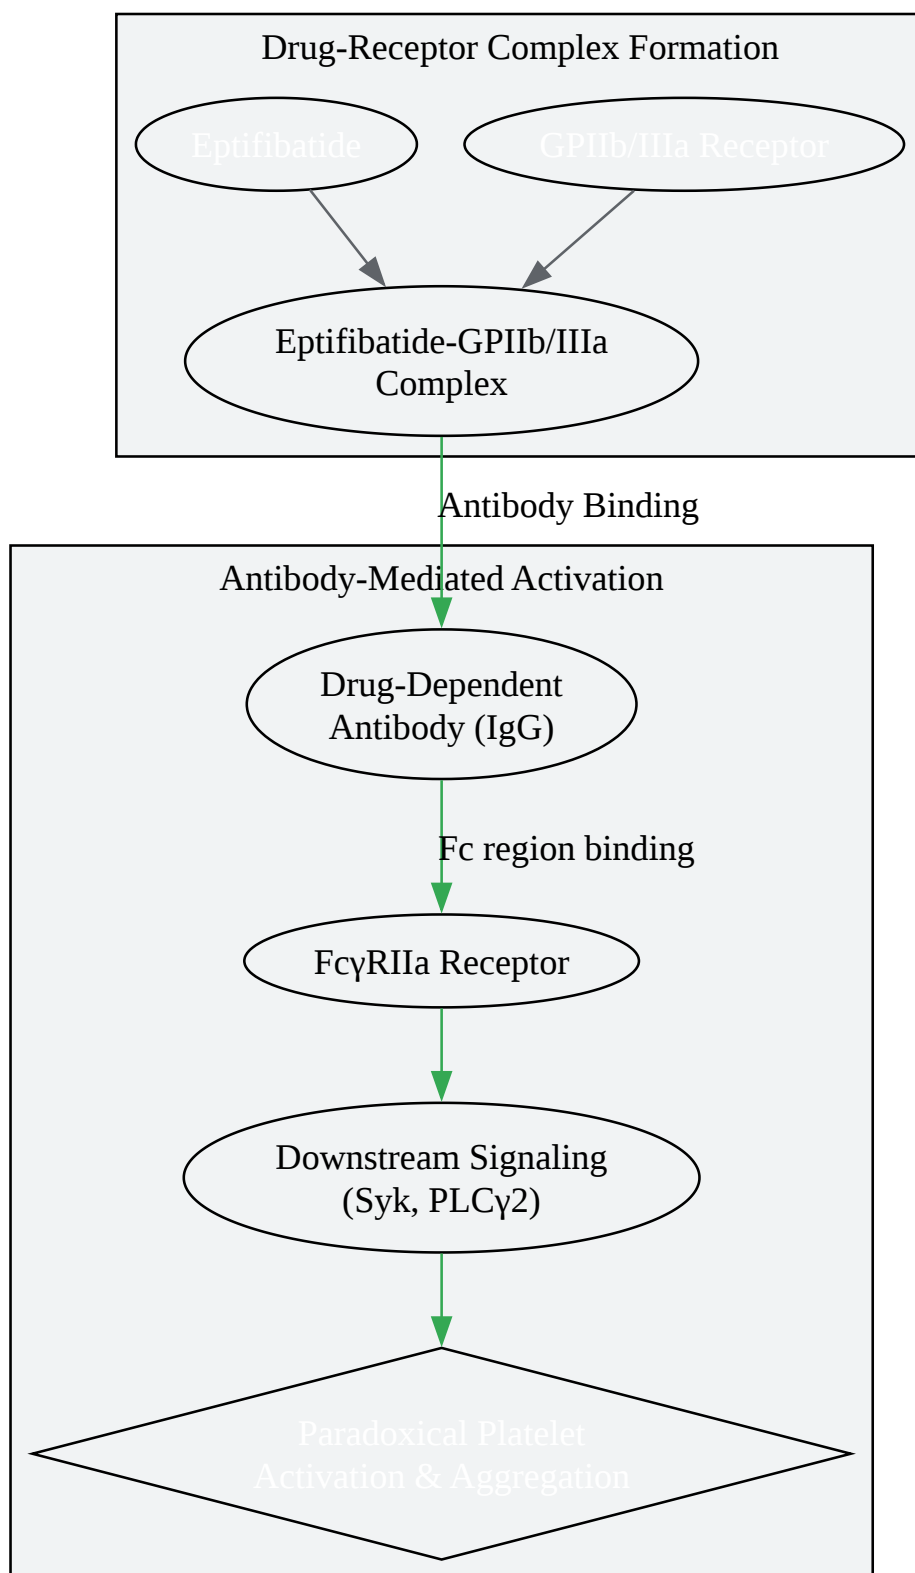 Drug-Receptor Complex Formation
Eptifibatide
GPIIb/IIIa Receptor
Eptifibatide-GPIIb/IIIa
Complex
Antibody Binding
Antibody-Mediated Activation
Drug-Dependent
Antibody (IgG)
Fc region binding
FcγRIIa Receptor
Downstream Signaling
(Syk, PLCγ2)
Paradoxical Platelet
Activation & Aggregation